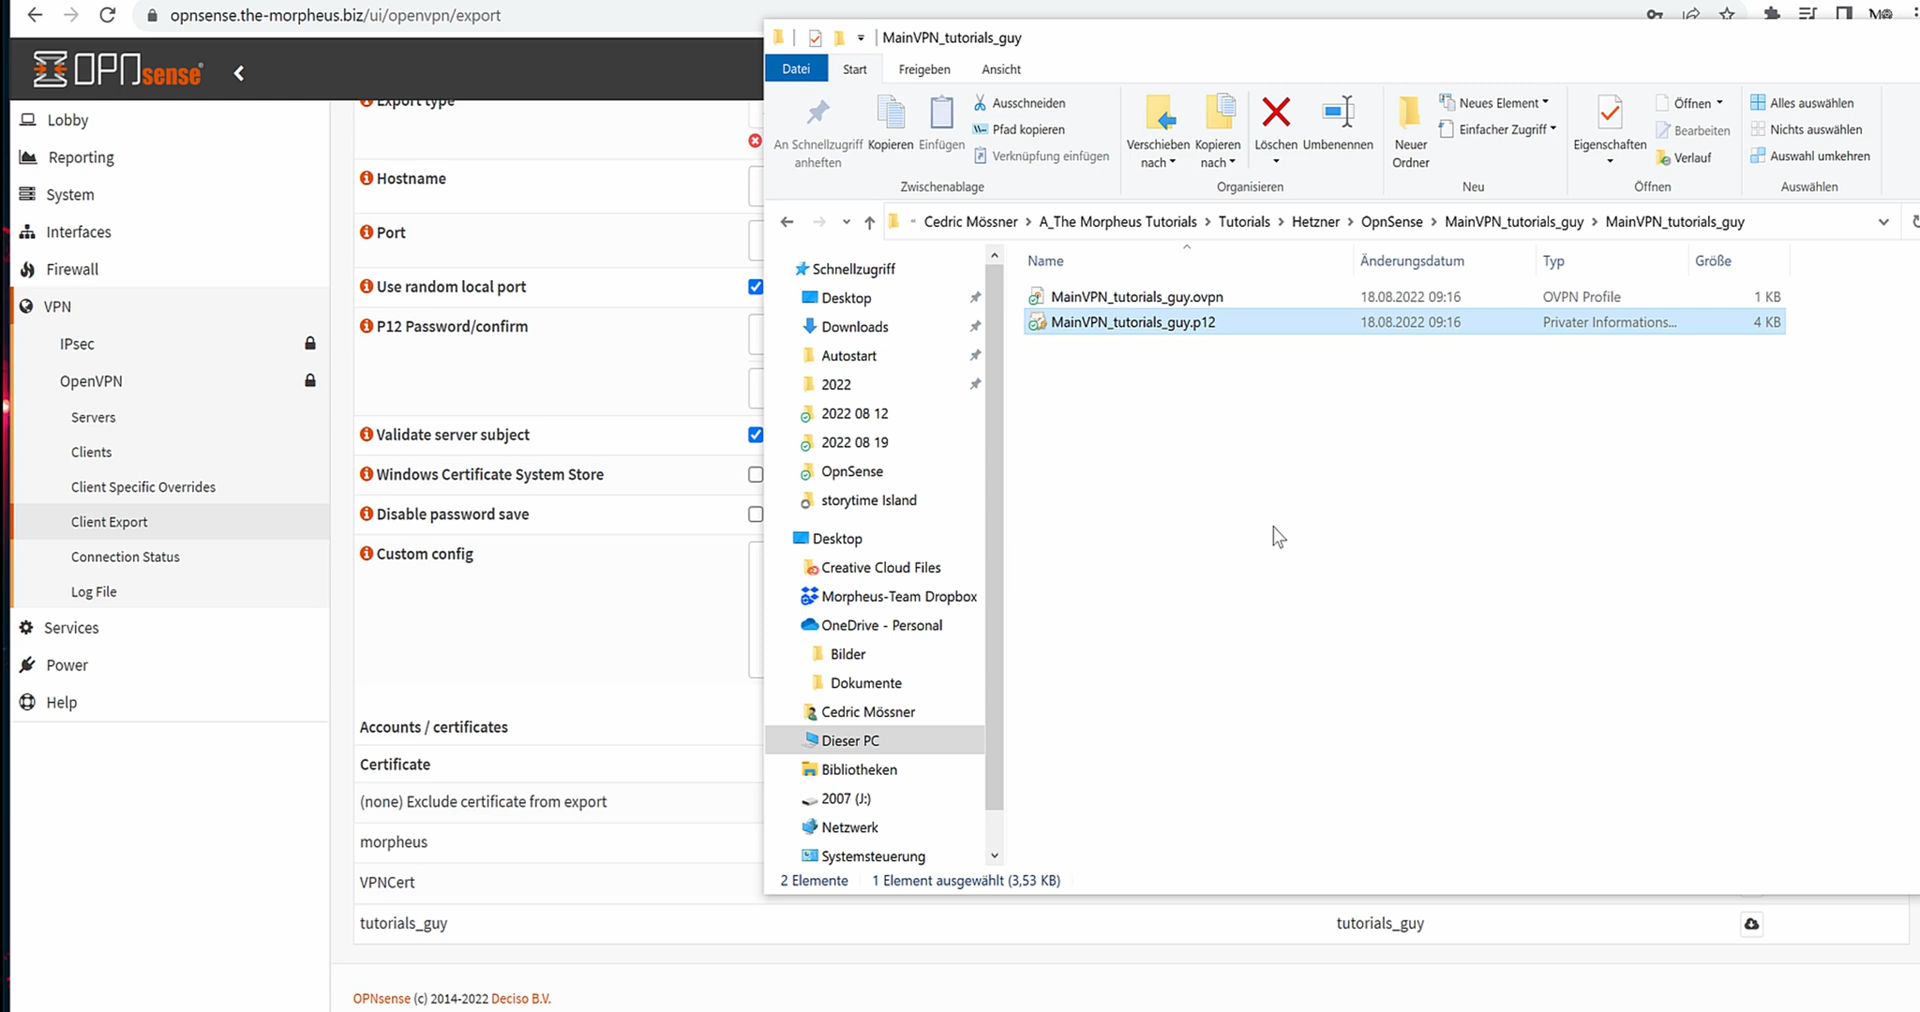 opnsense.the-morpheus.biz/ui/openvpn/export
OPNsense
Lobby
Reporting
System
Interfaces
Firewall
VPN
IPsec
OpenVPN
Servers
Clients
Client Specific Overrides
Client Export
Connection Status
Log File
Services
Power
Help
Export type
Hostname
Port
Use random local port
P12 Password/confirm
Validate server subject
Windows Certificate System Store
Disable password save
Custom config
Accounts / certificates
Certificate
(none) Exclude certificate from export
morpheus
VPNCert
tutorials_guy tutorials_guy
OPNsense (c) 2014-2022 Deciso B.V.
MainVPN_tutorials_guy
Datei Start Freigeben Ansicht
An Schnellzugriff anheften
Kopieren
Einfügen
Ausschneiden
Pfad kopieren
Verknüpfung einfügen
Zwischenablage
Verschieben nach
Kopieren nach
Löschen
Umbenennen
Organisieren
Neuer Ordner
Neues Element
Einfacher Zugriff
Neu
Eigenschaften
Öffnen
Bearbeiten
Verlauf
Öffnen
Alles auswählen
Nichts auswählen
Auswahl umkehren
Auswählen
Cedric Mössner > A_The Morpheus Tutorials > Tutorials > Hetzner > OpnSense > MainVPN_tutorials_guy > MainVPN_tutorials_guy
Schnellzugriff
Desktop
Downloads
Autostart
2022
2022 08 12
2022 08 19
OpnSense
storytime Island
Desktop
Creative Cloud Files
Morpheus-Team Dropbox
OneDrive - Personal
Bilder
Dokumente
Cedric Mössner
Dieser PC
Bibliotheken
2007 (J:)
Netzwerk
Systemsteuerung
Name Änderungsdatum Typ Größe
MainVPN_tutorials_guy.ovpn 18.08.2022 09:16 OVPN Profile 1 KB
MainVPN_tutorials_guy.p12 18.08.2022 09:16 Privater Informations... 4 KB
2 Elemente 1 Element ausgewählt (3,53 KB)